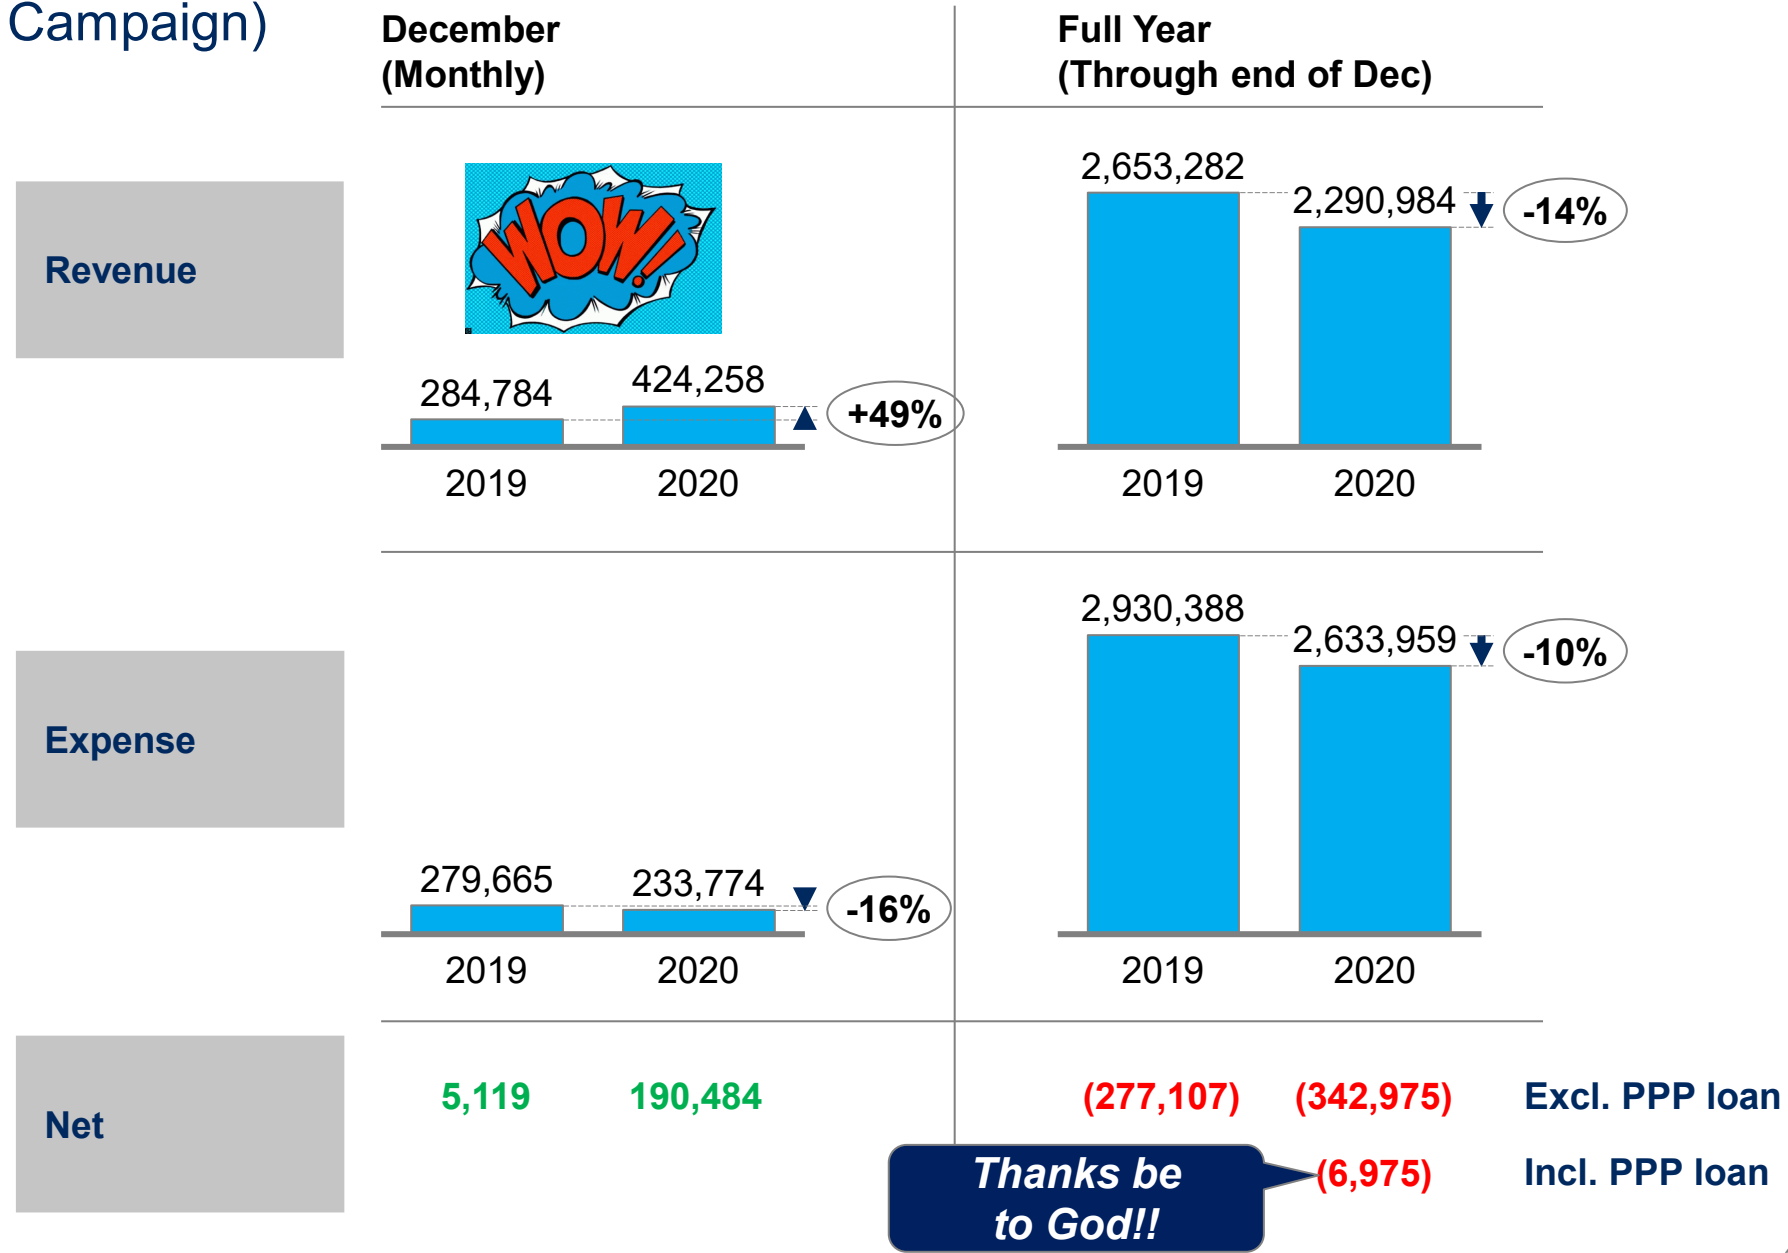 Campaign)
December
(Monthly)
Full Year
(Through end of Dec)
Revenue
WOW!
284,784
424,258
+49%
2019
2020
2,653,282
2,290,984
-14%
2019
2020
Expense
279,665
233,774
-16%
2019
2020
2,930,388
2,633,959
-10%
2019
2020
Net
5,119
190,484
(277,107)
(342,975)
Excl. PPP loan
Thanks be
to God!!
(6,975)
Incl. PPP loan